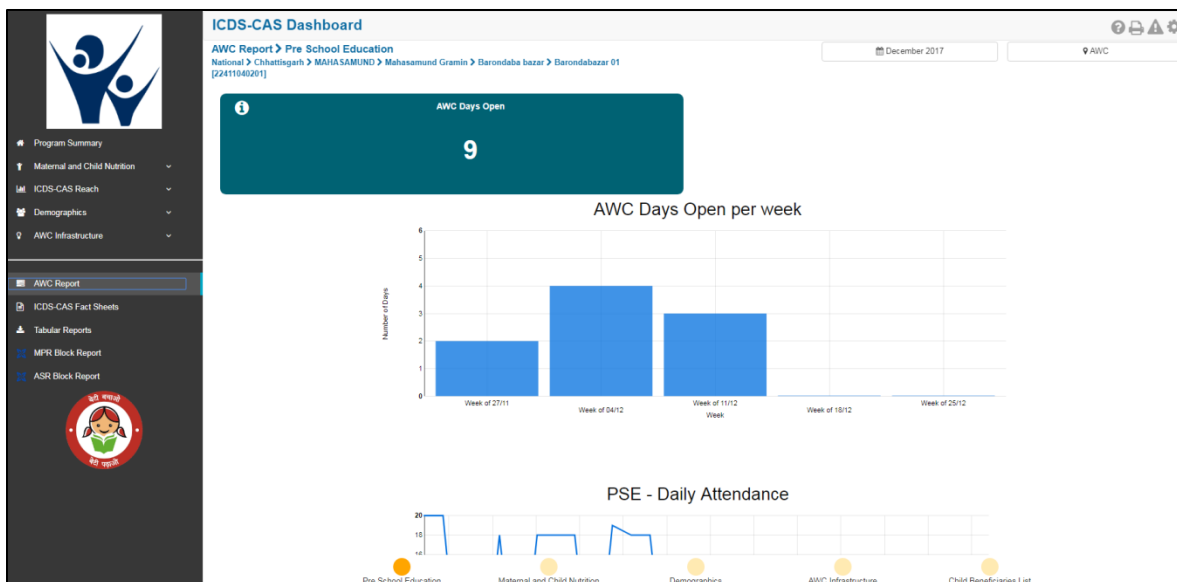 ICDS-CAS Dashboard
AWC Report > Pre School Education
National > Chhattisgarh > MAHASAMUND > Mahasamund Gramin > Barondaba bazar > Barondabazar 01
[22411040201]
December 2017
AWC
Program Summary
Maternal and Child Nutrition
ICDS-CAS Reach
Demographics
AWC Infrastructure
AWC Report
ICDS-CAS Fact Sheets
Tabular Reports
MPR Block Report
ASR Block Report
बेटी बचाओ
बेटी पढ़ाओ
AWC Days Open
9
AWC Days Open per week
Number of Days
6
5
4
3
2
1
0
Week of 27/11
Week of 04/12
Week of 11/12
Week of 18/12
Week of 25/12
Week
PSE - Daily Attendance
20
18
16
Pre School Education
Maternal and Child Nutrition
Demographics
AWC Infrastructure
Child Beneficiaries List